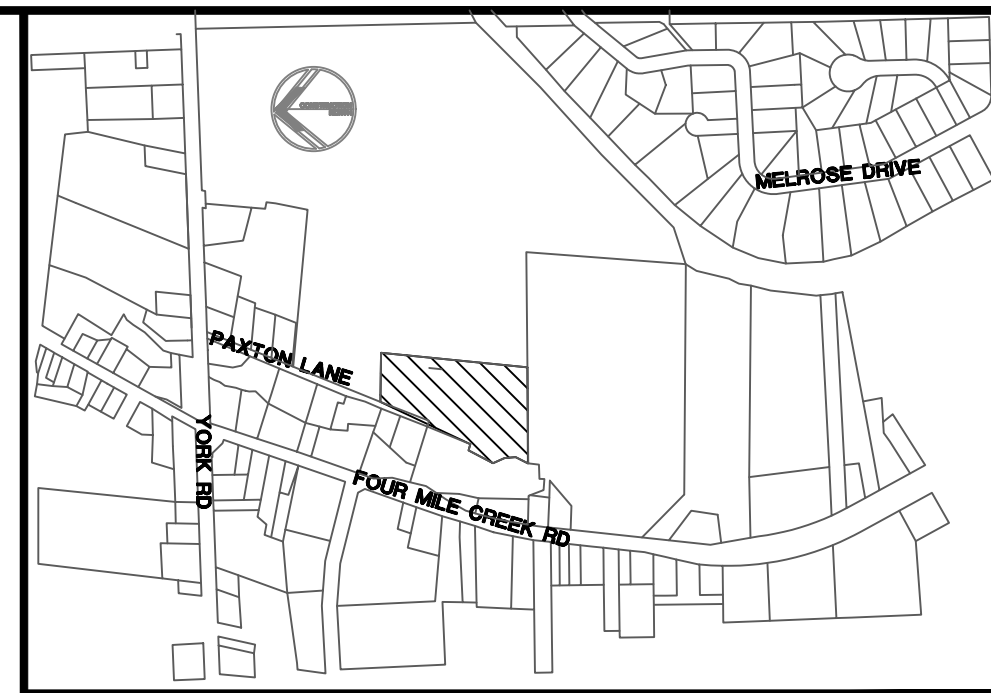 MELROSE DRIVE
PAXTON LANE
YORK RD
FOUR MILE CREEK RD